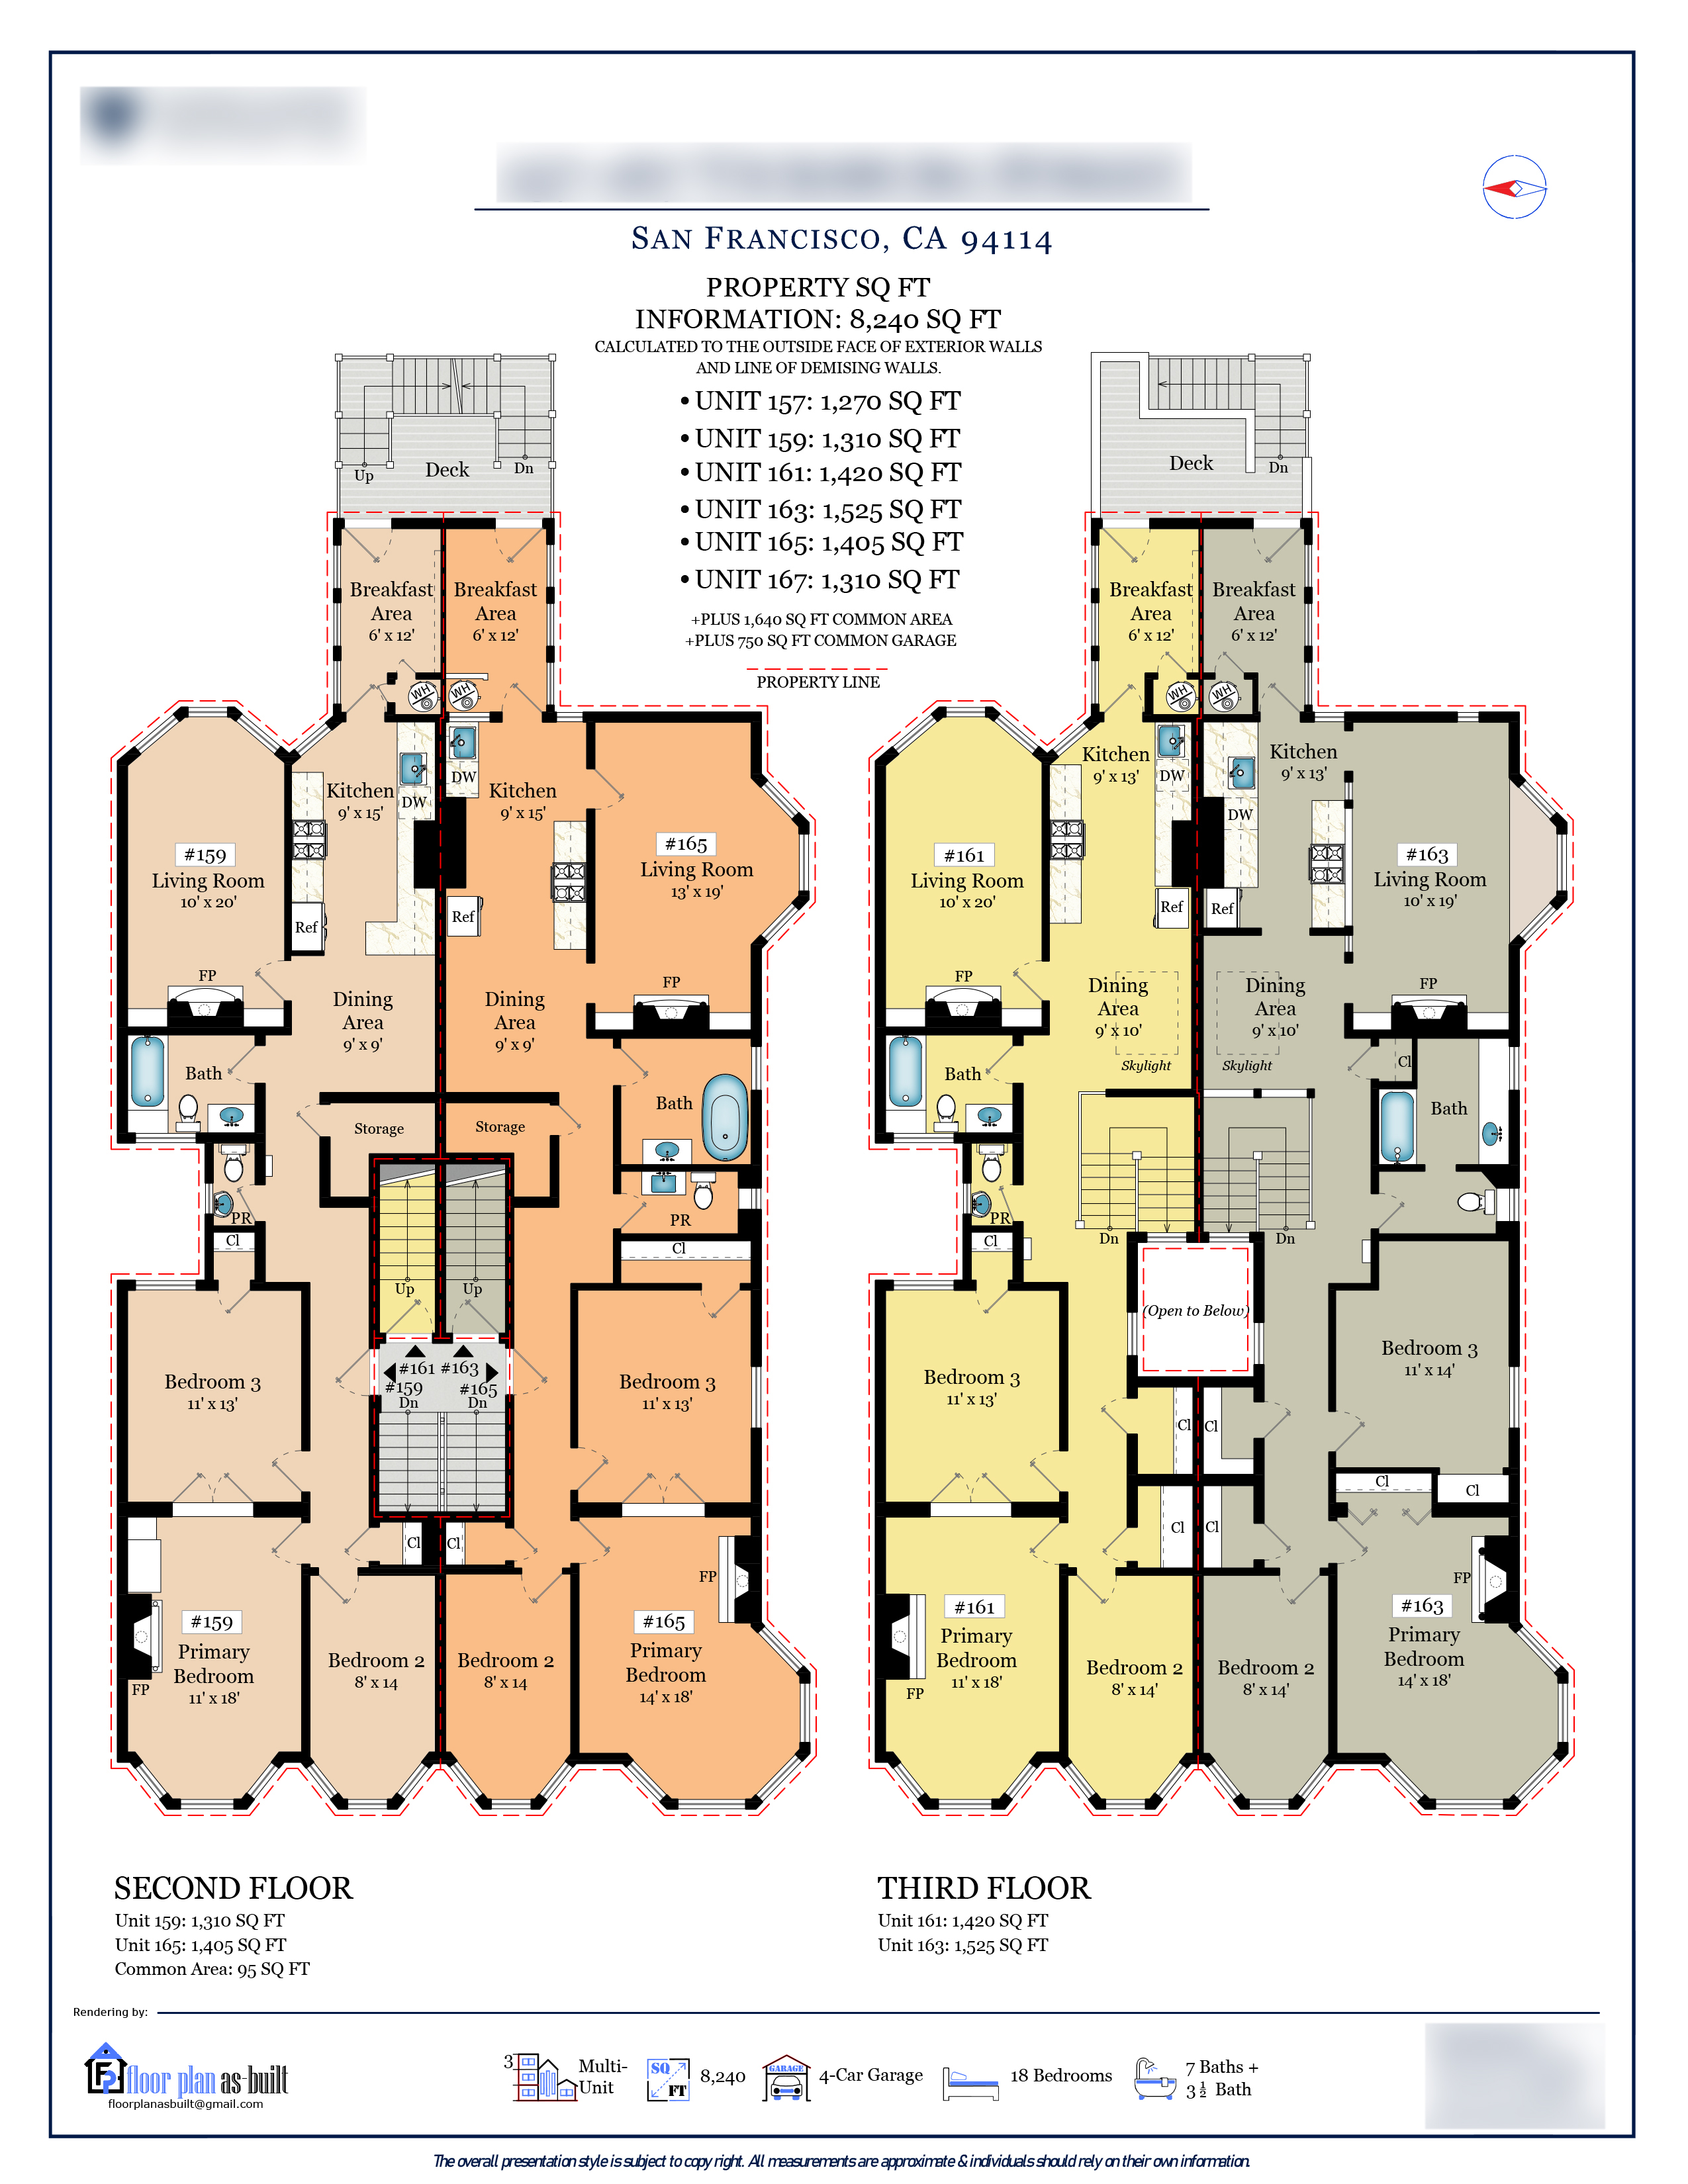 SAN FRANCISCO, CA 94114
PROPERTY SQ FT
INFORMATION: 8,240 SQ FT
CALCULATED TO THE OUTSIDE FACE OF EXTERIOR WALLS
AND LINE OF DEMISING WALLS.
• UNIT 157: 1,270 SQ FT
• UNIT 159: 1,310 SQ FT
• UNIT 161: 1,420 SQ FT
• UNIT 163: 1,525 SQ FT
• UNIT 165: 1,405 SQ FT
• UNIT 167: 1,310 SQ FT
+PLUS 1,640 SQ FT COMMON AREA
+PLUS 750 SQ FT COMMON GARAGE
PROPERTY LINE
Up
Deck
Dn
Breakfast
Area
6' x 12'
Breakfast
Area
6' x 12'
WH
WH
Kitchen
9' x 15'
DW
DW
Kitchen
9' x 15'
#159
Living Room
10' x 20'
#165
Living Room
13' x 19'
Ref
Ref
FP
FP
Dining
Area
9' x 9'
Dining
Area
9' x 9'
Bath
Bath
Storage
Storage
PR
PR
Cl
Cl
Up
Up
#161
#163
#159
#165
Dn
Dn
Bedroom 3
11' x 13'
Bedroom 3
11' x 13'
Cl
Cl
FP
#159
Primary
Bedroom
11' x 18'
FP
Bedroom 2
8' x 14
Bedroom 2
8' x 14
#165
Primary
Bedroom
14' x 18'
SECOND FLOOR
Unit 159: 1,310 SQ FT
Unit 165: 1,405 SQ FT
Common Area: 95 SQ FT
Deck
Dn
Breakfast
Area
6' x 12'
Breakfast
Area
6' x 12'
WH
WH
Kitchen
9' x 13'
DW
DW
Kitchen
9' x 13'
#161
Living Room
10' x 20'
#163
Living Room
10' x 19'
Ref
Ref
FP
FP
Dining
Area
9' x 10'
Skylight
Dining
Area
9' x 10'
Skylight
Cl
Bath
Bath
PR
Cl
Dn
Dn
(Open to Below)
Bedroom 3
11' x 13'
Bedroom 3
11' x 14'
Cl
Cl
Cl
Cl
Cl
Cl
FP
#161
Primary
Bedroom
11' x 18'
FP
Bedroom 2
8' x 14'
Bedroom 2
8' x 14'
#163
Primary
Bedroom
14' x 18'
THIRD FLOOR
Unit 161: 1,420 SQ FT
Unit 163: 1,525 SQ FT
Rendering by:
floor plan as-built
floorplanasbuilt@gmail.com
3
Multi-
Unit
SQ
FT
8,240
GARAGE
4-Car Garage
18 Bedrooms
7 Baths +
3 ½ Bath
The overall presentation style is subject to copy right. All measurements are approximate & individuals should rely on their own information.